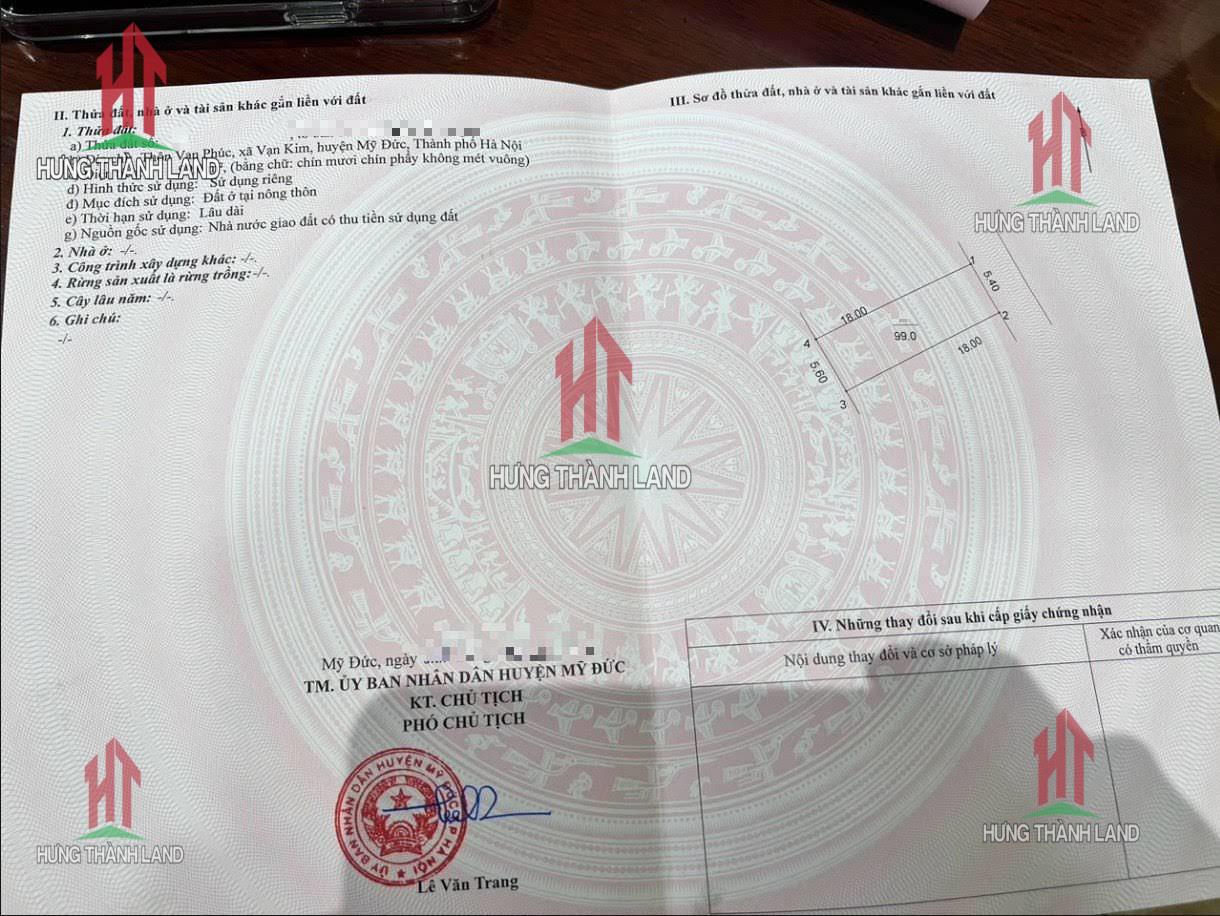 II. Thửa đất, nhà ở và tài sản khác gắn liền với đất
1. Thửa đất:
a) Thửa đất số:
Thôn Vạn Phúc, xã Vạn Kim, huyện Mỹ Đức, Thành phố Hà Nội
(bằng chữ: chín mươi chín phẩy không mét vuông)
d) Hình thức sử dụng: Sử dụng riêng
đ) Mục đích sử dụng: Đất ở tại nông thôn
e) Thời hạn sử dụng: Lâu dài
g) Nguồn gốc sử dụng: Nhà nước giao đất có thu tiền sử dụng đất
2. Nhà ở: -/-.
3. Công trình xây dựng khác: -/-.
4. Rừng sản xuất là rừng trồng:-/-.
5. Cây lâu năm: -/-.
6. Ghi chú:
-/-
Mỹ Đức, ngày
TM. ỦY BAN NHÂN DÂN HUYỆN MỸ ĐỨC
KT. CHỦ TỊCH
PHÓ CHỦ TỊCH
ỦY BAN NHÂN DÂN HUYỆN MỸ ĐỨC TP HÀ NỘI
Lê Văn Trang
III. Sơ đồ thửa đất, nhà ở và tài sản khác gắn liền với đất
1
5.40
18.00
2
99.0
4
18.00
5.60
3
IV. Những thay đổi sau khi cấp giấy chứng nhận
Nội dung thay đổi và cơ sở pháp lý
Xác nhận của cơ quan
có thẩm quyền
HƯNG THÀNH LAND
HƯNG THÀNH LAND
HƯNG THÀNH LAND
HƯNG THÀNH LAND
HƯNG THÀNH LAND